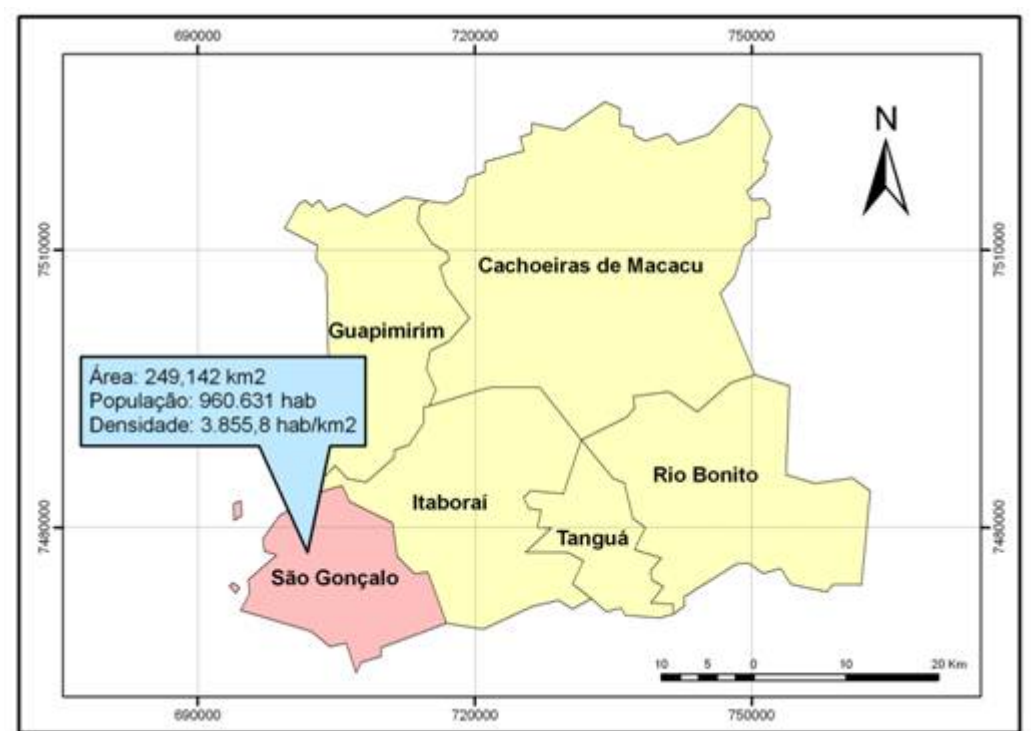 690000 720000 750000
N
7510000 7510000
Cachoeiras de Macacu
Guapimirim
Área: 249,142 km2
População: 960.631 hab
Densidade: 3.855,8 hab/km2
Rio Bonito
Itaboraí
7480000 7480000
Tanguá
São Gonçalo
10 5 0 10 20 Km
690000 720000 750000